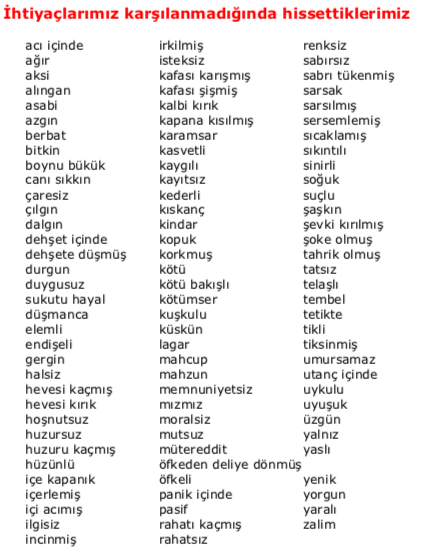 İhtiyaçlarımız karşılanmadığında hissettiklerimiz
acı içinde
ağır
aksi
alıngan
asabi
azgın
berbat
bitkin
boynu bükük
canı sıkkın
çaresiz
çılgın
dalgın
dehşet içinde
dehşete düşmüş
durgun
duygusuz
sukutu hayal
düşmanca
elemli
endişeli
gergin
halsiz
hevesi kaçmış
hevesi kırık
hoşnutsuz
huzursuz
huzuru kaçmış
hüzünlü
içe kapanık
içerlemiş
içi acımış
ilgisiz
incinmiş
irkilmiş
isteksiz
kafası karışmış
kafası şişmiş
kalbi kırık
kapana kısılmış
karamsar
kasvetli
kaygılı
kayıtsız
kederli
kıskanç
kindar
kopuk
korkmuş
kötü
kötü bakışlı
kötümser
kuşkulu
küskün
lagar
mahcup
mahzun
memnuniyetsiz
mızmız
moralsiz
mutsuz
mütereddit
öfkeden deliye dönmüş
öfkeli
panik içinde
pasif
rahatı kaçmış
rahatsız
renksiz
sabırsız
sabrı tükenmiş
sarsak
sarsılmış
sersemlemiş
sıcaklamış
sıkıntılı
sinirli
soğuk
suçlu
şaşkın
şevki kırılmış
şoke olmuş
tahrik olmuş
tatsız
telaşlı
tembel
tetikte
tikli
tiksinmiş
umursamaz
utanç içinde
uykulu
uyuşuk
üzgün
yalnız
yaslı
yenik
yorgun
yaralı
zalim